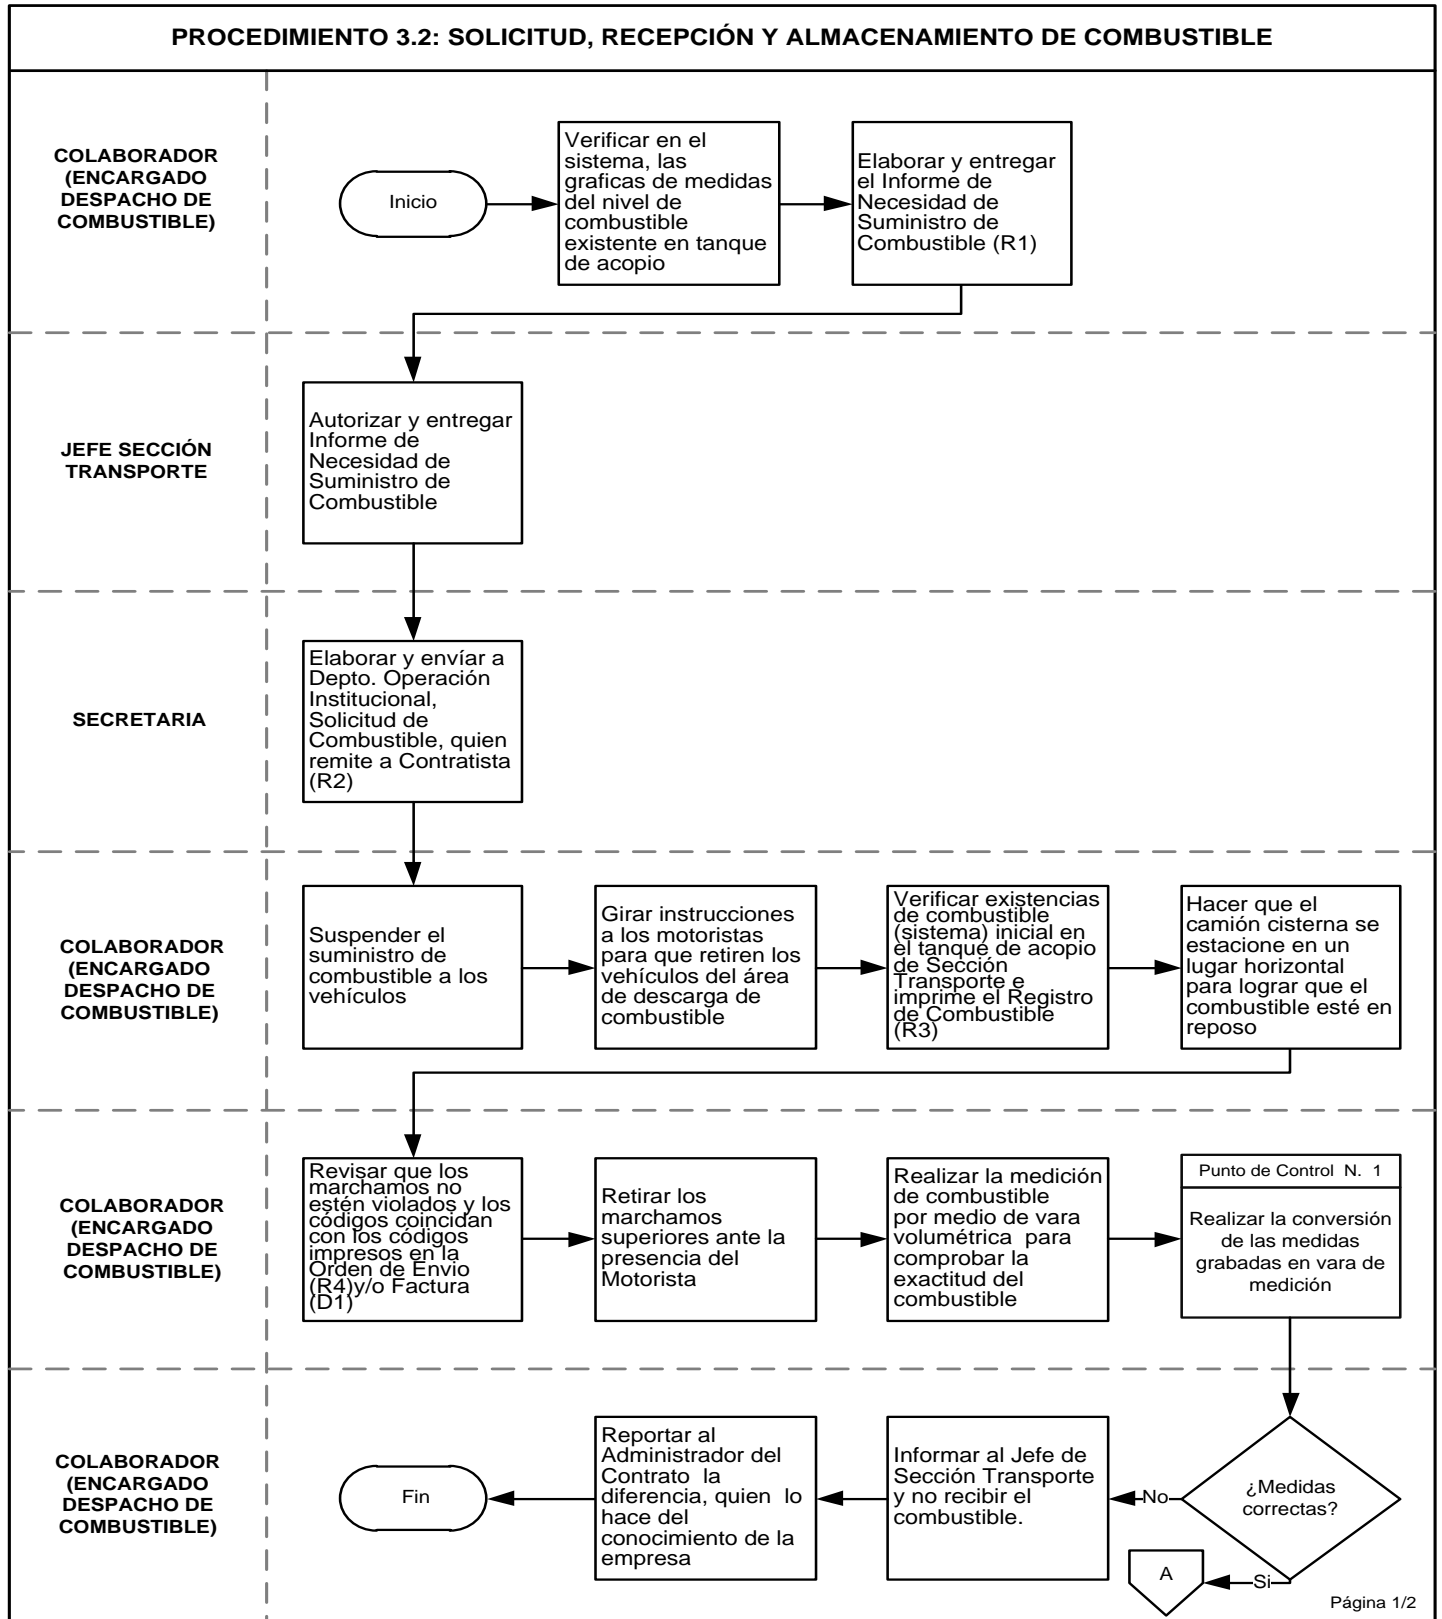 PROCEDIMIENTO 3.2: SOLICITUD, RECEPCIÓN Y ALMACENAMIENTO DE COMBUSTIBLE
COLABORADOR
(ENCARGADO
DESPACHO DE
COMBUSTIBLE)
Inicio
Verificar en el
sistema, las
graficas de medidas
del nivel de
combustible
existente en tanque
de acopio
Elaborar y entregar
el Informe de
Necesidad de
Suministro de
Combustible (R1)
JEFE SECCIÓN
TRANSPORTE
Autorizar y entregar
Informe de
Necesidad de
Suministro de
Combustible
SECRETARIA
Elaborar y envíar a
Depto. Operación
Institucional,
Solicitud de
Combustible, quien
remite a Contratista
(R2)
COLABORADOR
(ENCARGADO
DESPACHO DE
COMBUSTIBLE)
Suspender el
suministro de
combustible a los
vehículos
Girar instrucciones
a los motoristas
para que retiren los
vehículos del área
de descarga de
combustible
Verificar existencias
de combustible
(sistema) inicial en
el tanque de acopio
de Sección
Transporte e
imprime el Registro
de Combustible
(R3)
Hacer que el
camión cisterna se
estacione en un
lugar horizontal
para lograr que el
combustible esté en
reposo
COLABORADOR
(ENCARGADO
DESPACHO DE
COMBUSTIBLE)
Revisar que los
marchamos no
estén violados y los
códigos coincidan
con los códigos
impresos en la
Orden de Envio
(R4)y/o Factura
(D1)
Retirar los
marchamos
superiores ante la
presencia del
Motorista
Realizar la medición
de combustible
por medio de vara
volumétrica para
comprobar la
exactitud del
combustible
Punto de Control N. 1
Realizar la conversión
de las medidas
grabadas en vara de
medición
COLABORADOR
(ENCARGADO
DESPACHO DE
COMBUSTIBLE)
Fin
Reportar al
Administrador del
Contrato la
diferencia, quien lo
hace del
conocimiento de la
empresa
Informar al Jefe de
Sección Transporte
y no recibir el
combustible.
No
¿Medidas
correctas?
A
Si
Página 1/2